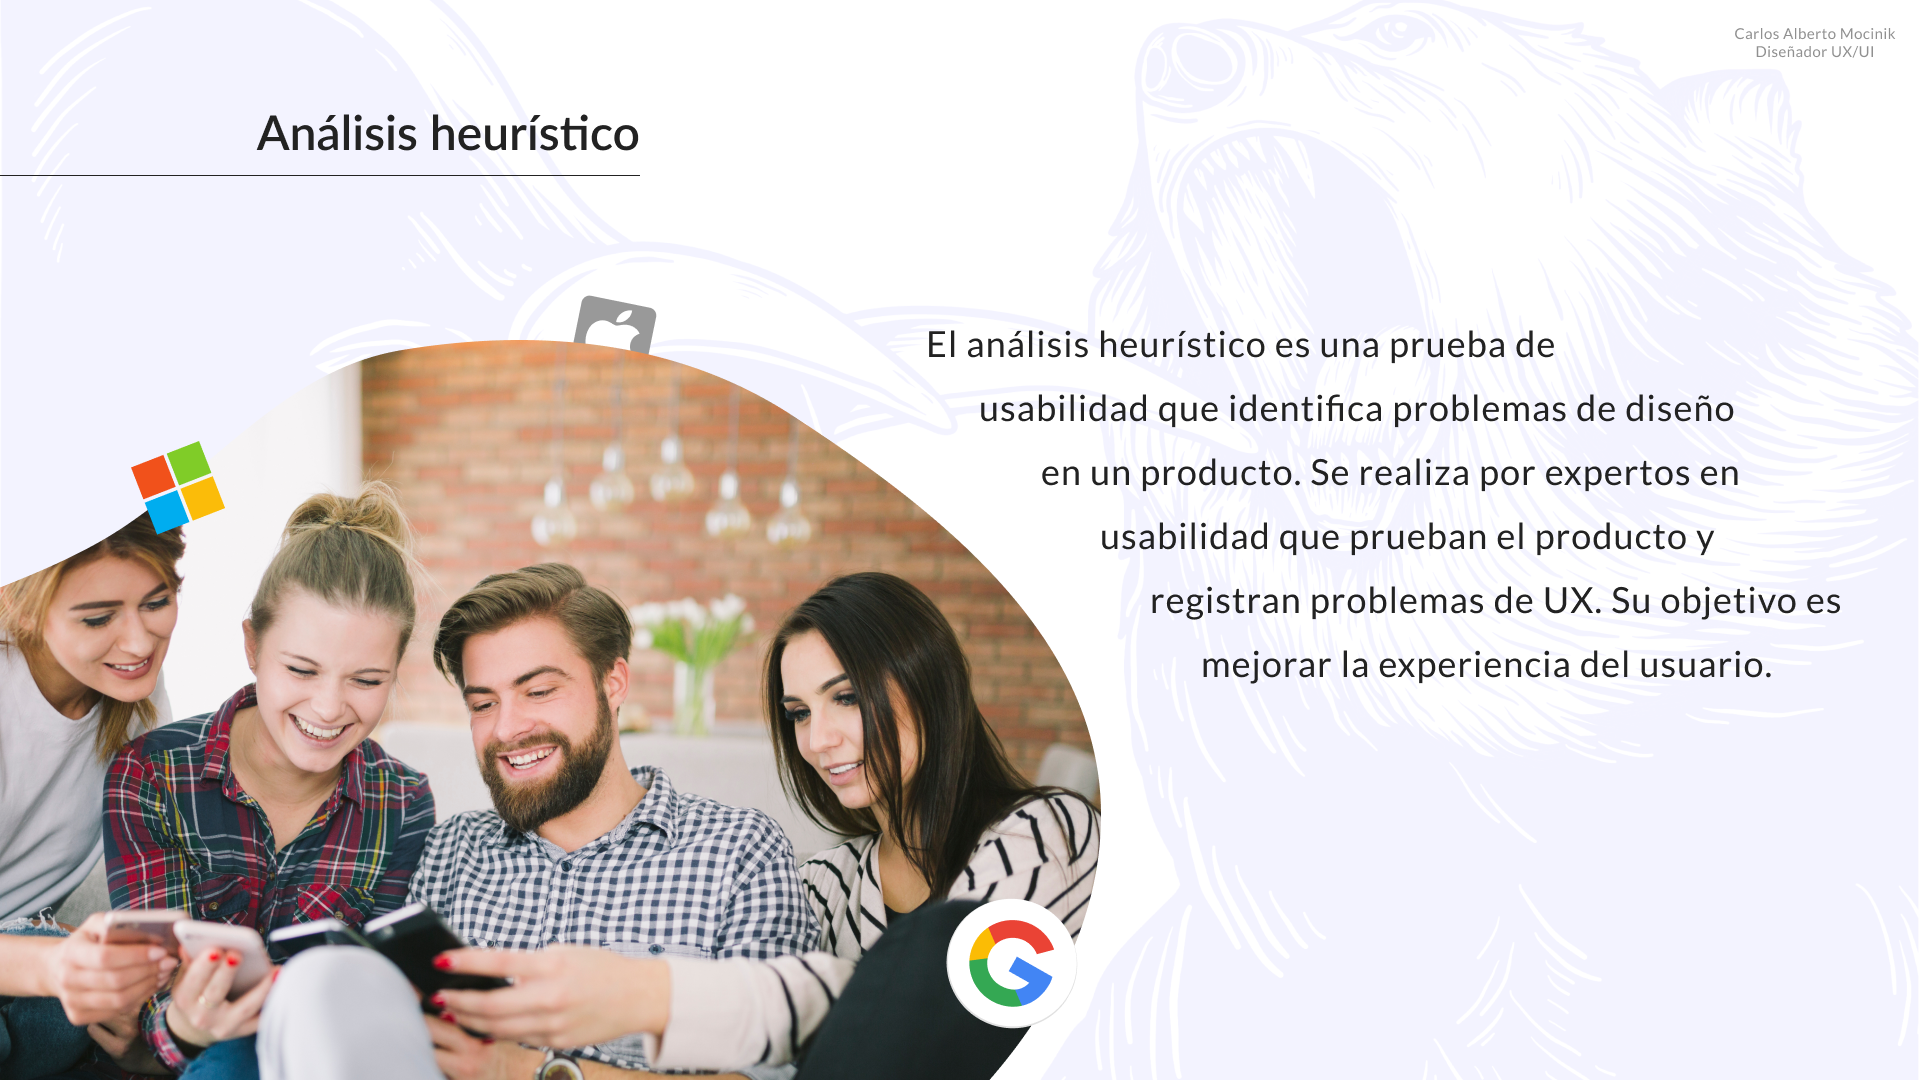 Carlos Alberto Mocinik
Diseñador UX/UI
Análisis heurístico
El análisis heurístico es una prueba de
usabilidad que identifica problemas de diseño
en un producto. Se realiza por expertos en
usabilidad que prueban el producto y
registran problemas de UX. Su objetivo es
mejorar la experiencia del usuario.